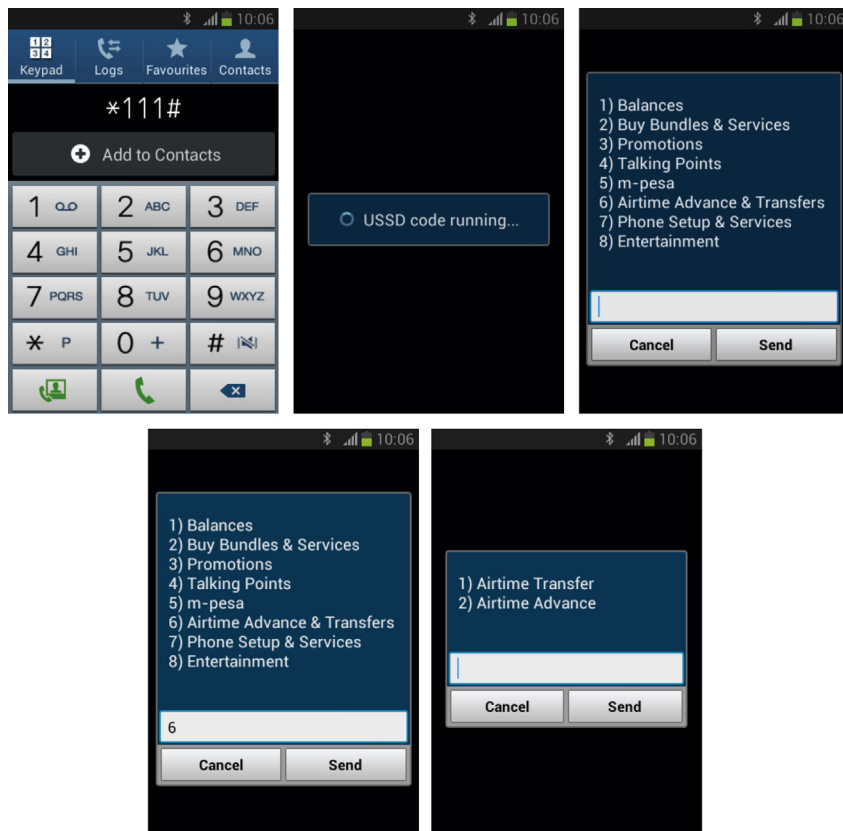 10:06
1 2
3 4
Keypad Logs Favourites Contacts
*111#
Add to Contacts
1 2 ABC 3 DEF
4 GHI 5 JKL 6 MNO
7 PQRS 8 TUV 9 WXYZ
* P 0 + #
10:06
USSD code running...
10:06
1) Balances
2) Buy Bundles & Services
3) Promotions
4) Talking Points
5) m-pesa
6) Airtime Advance & Transfers
7) Phone Setup & Services
8) Entertainment
Cancel Send
10:06
1) Balances
2) Buy Bundles & Services
3) Promotions
4) Talking Points
5) m-pesa
6) Airtime Advance & Transfers
7) Phone Setup & Services
8) Entertainment
6
Cancel Send
10:06
1) Airtime Transfer
2) Airtime Advance
Cancel Send